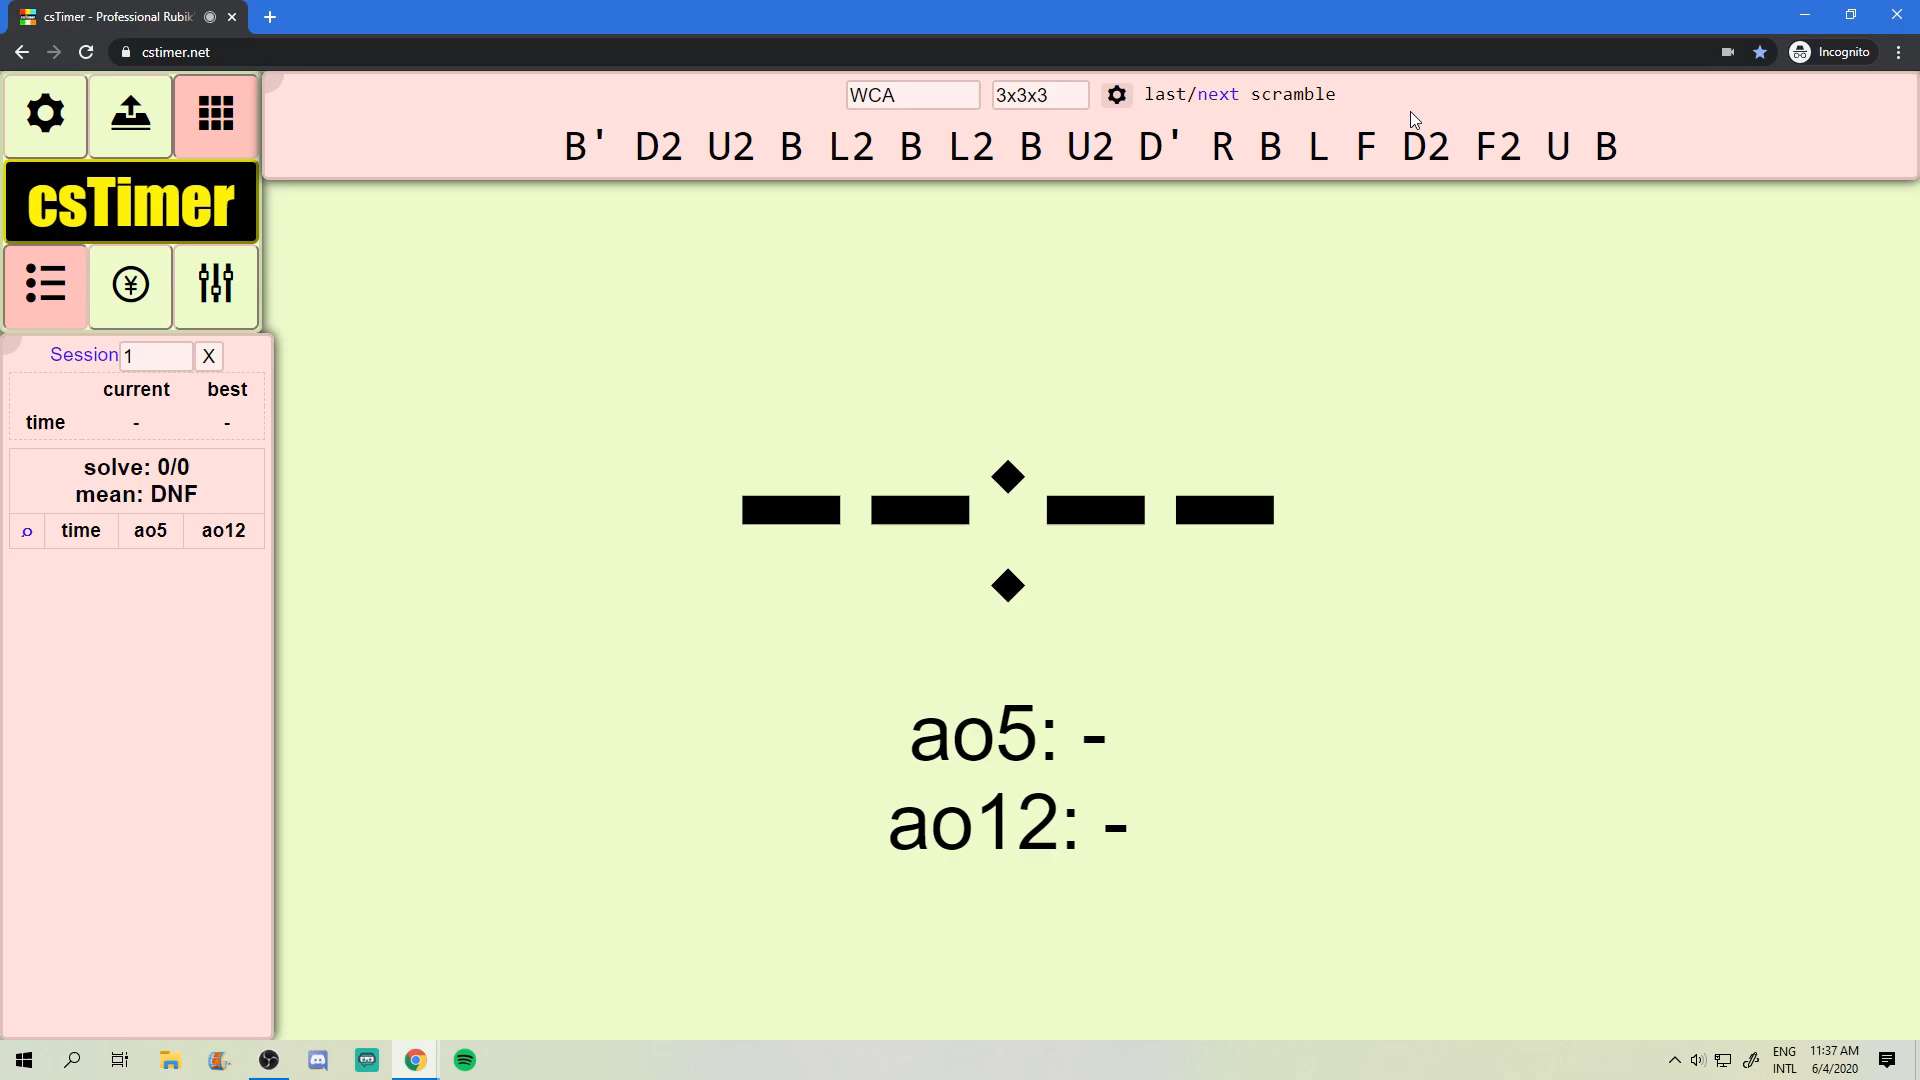 csTimer - Professional Rubik'
cstimer.net
Incognito
WCA
3x3x3
last/next scramble
B' D2 U2 B L2 B L2 B U2 D' R B L F D2 F2 U B
csTimer
Session 1 X
current best
time - -
solve: 0/0
mean: DNF
time ao5 ao12
--:--
ao5: -
ao12: -
ENG
INTL
11:37 AM
6/4/2020